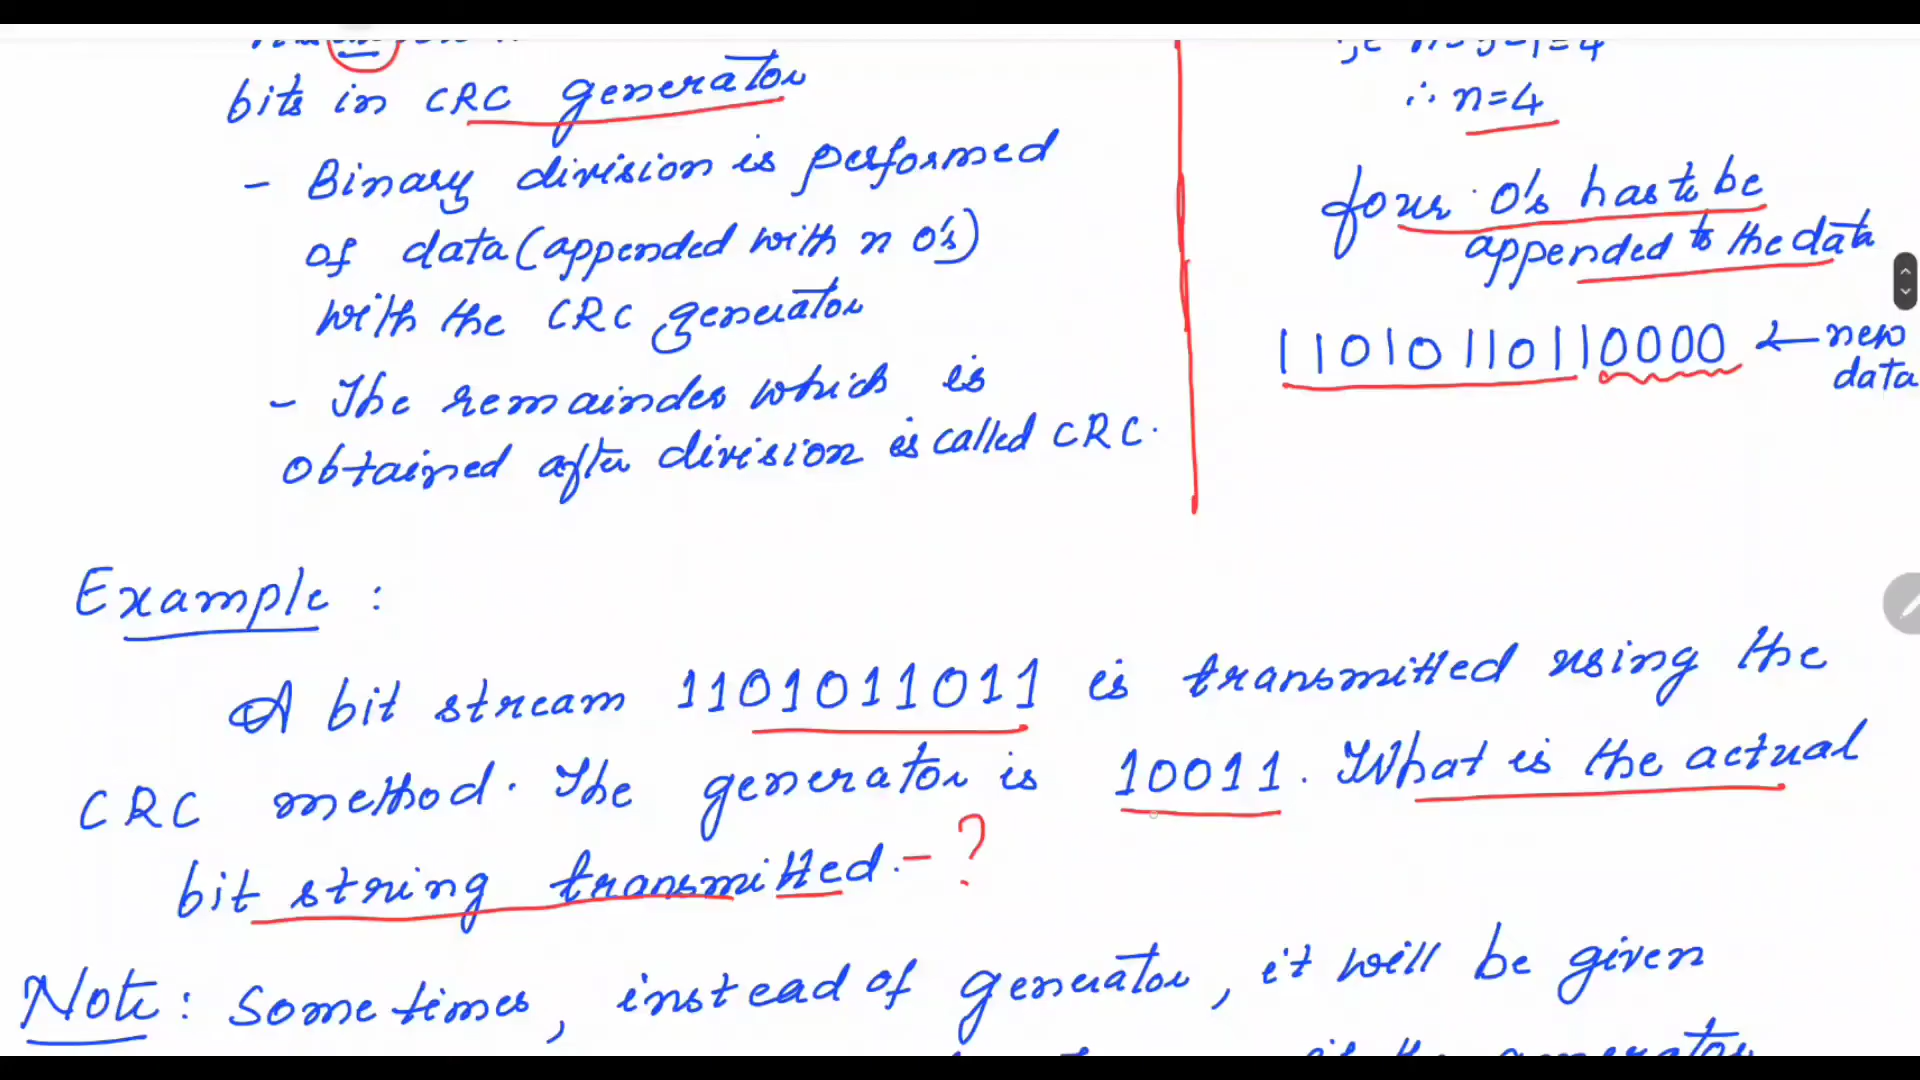 bits in CRC generator
- Binary division is performed
of data (appended with n 0's)
with the CRC generator
- The remainder which is
obtained after division is called CRC.
∴ n=4
four 0's has to be
appended to the data
11010110110000 ← new
data
Example :
A bit stream 1101011011 is transmitted using the
CRC method. The generator is 10011. What is the actual
bit string transmitted. - ?
Note : Some times, instead of generator, it will be given